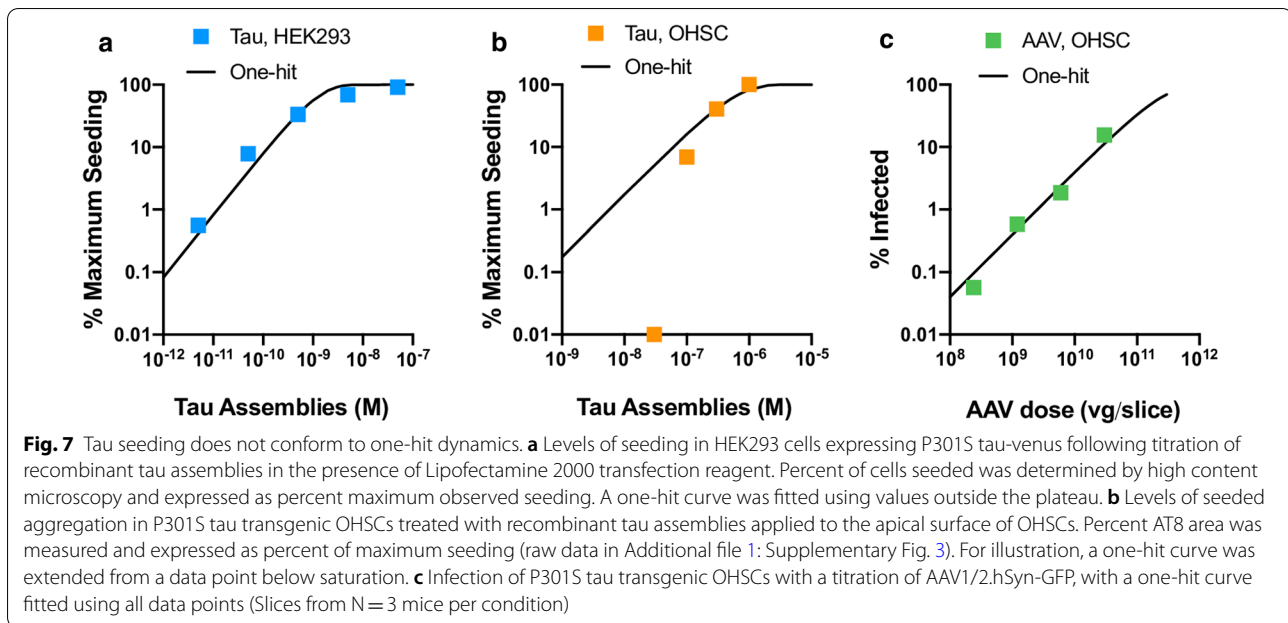 a
Tau, HEK293
One-hit
% Maximum Seeding
100
10
1
0.1
0.01
10-12
10-11
10-10
10-9
10-8
10-7
Tau Assemblies (M)
b
Tau, OHSC
One-hit
% Maximum Seeding
100
10
1
0.1
0.01
10-9
10-8
10-7
10-6
10-5
Tau Assemblies (M)
c
AAV, OHSC
One-hit
% Infected
100
10
1
0.1
0.01
10^8
10^9
10^10
10^11
10^12
AAV dose (vg/slice)
Fig. 7 Tau seeding does not conform to one-hit dynamics. a Levels of seeding in HEK293 cells expressing P301S tau-venus following titration of
recombinant tau assemblies in the presence of Lipofectamine 2000 transfection reagent. Percent of cells seeded was determined by high content
microscopy and expressed as percent maximum observed seeding. A one-hit curve was fitted using values outside the plateau. b Levels of seeded
aggregation in P301S tau transgenic OHSCs treated with recombinant tau assemblies applied to the apical surface of OHSCs. Percent AT8 area was
measured and expressed as percent of maximum seeding (raw data in Additional file 1: Supplementary Fig. 3). For illustration, a one-hit curve was
extended from a data point below saturation. c Infection of P301S tau transgenic OHSCs with a titration of AAV1/2.hSyn-GFP, with a one-hit curve
fitted using all data points (Slices from N = 3 mice per condition)